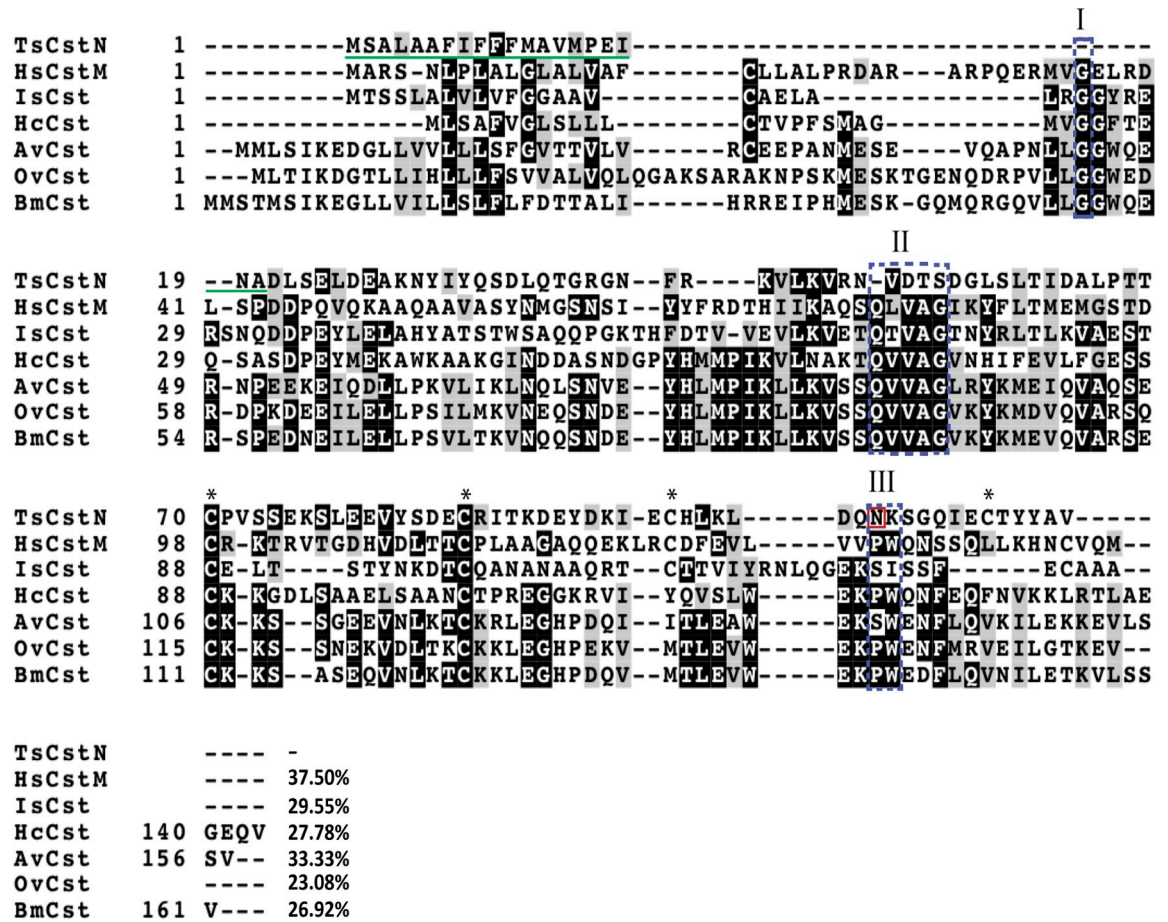 I
TsCstN 1 ---------MSALAAFIFFFMAVMPEI---------------------------------
HsCstM 1 ---------MARS-NLPLALGLALVAF-------CLLALPRDAR---ARPQERMVGELRD
IsCst 1 ---------MTSSLALVLVFGGAAV---------CAELA--------------LRGGYRE
HcCst 1 --------------MLSAFVGLSLLL--------CTVPFSMAG----------MVGGFTE
AvCst 1 --MMLSIKEDGLLVVLLLSFGVTTVLV------RCEEPANMESE----VQAPNLLGGWQE
OvCst 1 ---MLTIKDGTLLIHLLLFSVVALVQLQGAKSARAKNPSKMESKTGENQDRPVLLGGWED
BmCst 1 MMSTMSIKEGLLVILLSLFLFDTTALI------HRREIPHMESK-GQMQRGQVLLGGWQE
II
TsCstN 19 --NADLSELDEAKNYIYQSDLQTGRGN--FR----KVLKVRN-VDTSDGLSLTIDALPTT
HsCstM 41 L-SPDDPQVQKAAQAAVASYNMGSNSI--YYFRDTHIIKAQSQLVAGIKYFLTMEMGSTD
IsCst 29 RSNQDDPEYLELAHYATSTWSAQQPGKTHFDTV-VEVLKVETQTVAGTNYRLTLKVAEST
HcCst 29 Q-SASDPEYMEKAWKAAKGINDDASNDGPYHMMPIKVLNAKTQVVAGVNHIFEVLFGESS
AvCst 49 R-NPEEKEIQDLLPKVLIKLNQLSNVE--YHLMPIKLLKVSSQVVAGLRYKMEIQVAQSE
OvCst 58 R-DPKDEEILELLPSILMKVNEQSNDE--YHLMPIKLLKVSSQVVAGVKYKMDVQVARSQ
BmCst 54 R-SPEDNEILELLPSVLTKVNQQSNDE--YHLMPIKLLKVSSQVVAGVKYKMEVQVARSE
III
* * * *
TsCstN 70 CPVSSEKSLEEVYSDECRITKDEYDKI-ECHLKL------DQNKSGQIECTYYAV-----
HsCstM 98 CR-KTRVTGDHVDLTTCPLAAGAQQEKLRCDFEVL-----VVPWQNSSQLLKHNCVQM--
IsCst 88 CE-LT----STYNKDTCQANANAAQRT--CTTVIYRNLQGEKSISSF------ECAAA--
HcCst 88 CK-KGDLSAAELSAANCTPREGGKRVI--YQVSLW-----EKPWQNFEQFNVKKLRTLAE
AvCst 106 CK-KS--SGEEVNLKTCKRLEGHPDQI--ITLEAW-----EKSWENFLQVKILEKKEVLS
OvCst 115 CK-KS--SNEKVDLTKCKKLEGHPEKV--MTLEVW-----EKPWENFMRVEILGTKEV--
BmCst 111 CK-KS--ASEQVNLKTCKKLEGHPDQV--MTLEVW-----EKPWEDFLQVNILETKVLSS
TsCstN ---- -
HsCstM ---- 37.50%
IsCst ---- 29.55%
HcCst 140 GEQV 27.78%
AvCst 156 SV-- 33.33%
OvCst ---- 23.08%
BmCst 161 V--- 26.92%